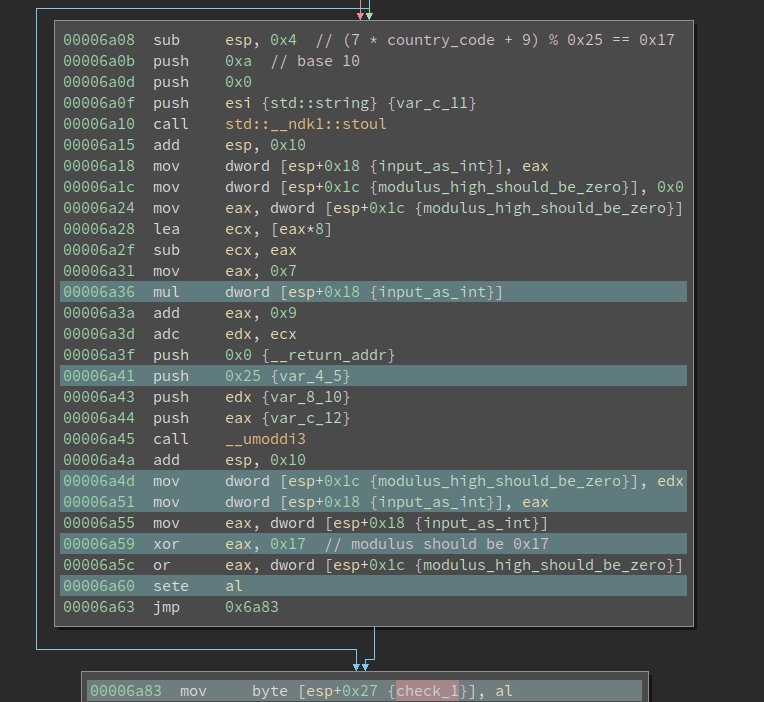 00006a08 sub esp, 0x4 // (7 * country_code + 9) % 0x25 == 0x17
00006a0b push 0xa // base 10
00006a0d push 0x0
00006a0f push esi {std::string} {var_c_11}
00006a10 call std::__ndk1::stoul
00006a15 add esp, 0x10
00006a18 mov dword [esp+0x18 {input_as_int}], eax
00006a1c mov dword [esp+0x1c {modulus_high_should_be_zero}], 0x0
00006a24 mov eax, dword [esp+0x1c {modulus_high_should_be_zero}]
00006a28 lea ecx, [eax*8]
00006a2f sub ecx, eax
00006a31 mov eax, 0x7
00006a36 mul dword [esp+0x18 {input_as_int}]
00006a3a add eax, 0x9
00006a3d adc edx, ecx
00006a3f push 0x0 {__return_addr}
00006a41 push 0x25 {var_4_5}
00006a43 push edx {var_8_10}
00006a44 push eax {var_c_12}
00006a45 call __umoddi3
00006a4a add esp, 0x10
00006a4d mov dword [esp+0x1c {modulus_high_should_be_zero}], edx
00006a51 mov dword [esp+0x18 {input_as_int}], eax
00006a55 mov eax, dword [esp+0x18 {input_as_int}]
00006a59 xor eax, 0x17 // modulus should be 0x17
00006a5c or eax, dword [esp+0x1c {modulus_high_should_be_zero}]
00006a60 sete al
00006a63 jmp 0x6a83
00006a83 mov byte [esp+0x27 {check_1}], al